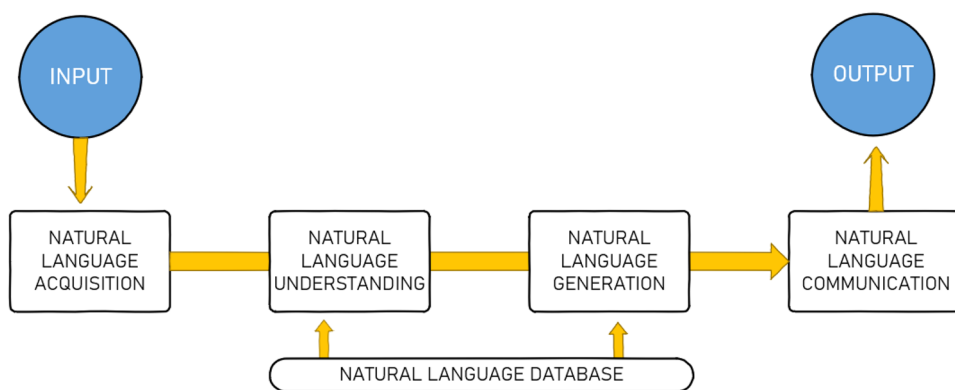 INPUT
OUTPUT
NATURAL
LANGUAGE
ACQUISITION
NATURAL
LANGUAGE
UNDERSTANDING
NATURAL
LANGUAGE
GENERATION
NATURAL
LANGUAGE
COMMUNICATION
NATURAL LANGUAGE DATABASE